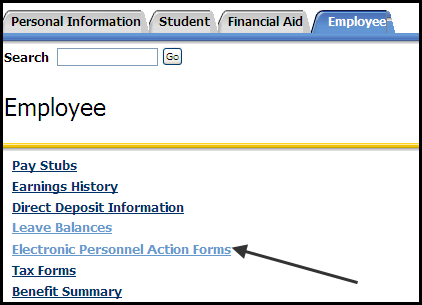 Personal Information Student Financial Aid Employee
Search Go
Employee
Pay Stubs
Earnings History
Direct Deposit Information
Leave Balances
Electronic Personnel Action Forms
Tax Forms
Benefit Summary